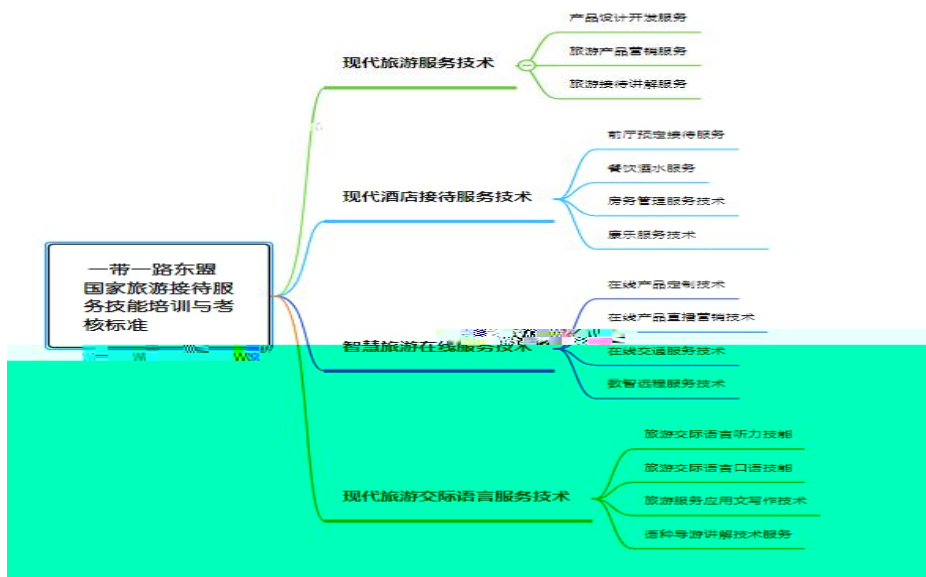 一带一路东盟
国家旅游接待服
务技能培训与考
核标准
现代旅游服务技术
产品设计开发服务
旅游产品营销服务
旅游接待讲解服务
现代酒店接待服务技术
前厅预定接待服务
餐饮酒水服务
房务管理服务技术
康乐服务技术
智慧旅游在线服务技术
在线产品定制技术
在线产品直播营销技术
在线交通服务技术
数智远程服务技术
现代旅游交际语言服务技术
旅游交际语言听力技能
旅游交际语言口语技能
旅游服务应用文写作技术
语种导游讲解技术服务